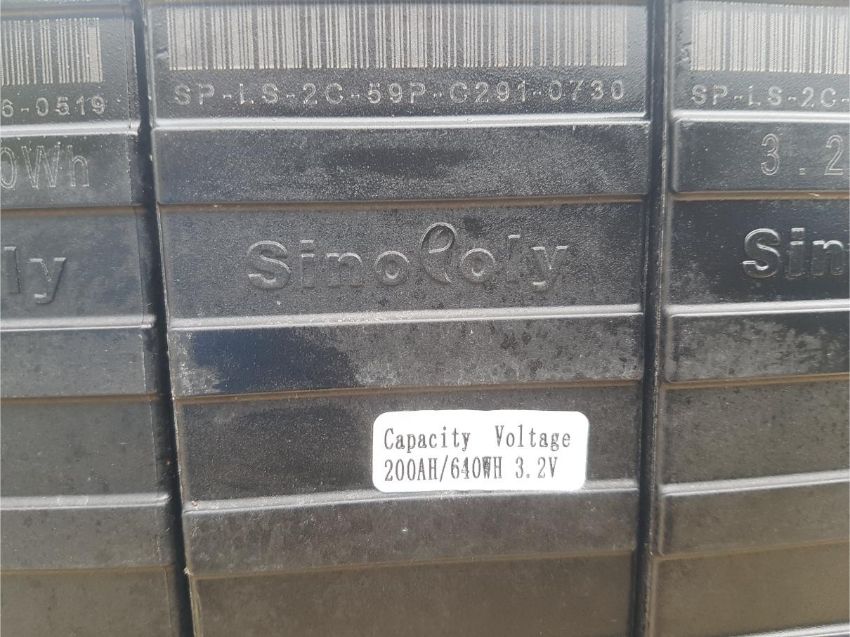 6-0519
0Wh
ly
SP-LS-2C-59P-C291-0730
SinoPoly
Capacity Voltage
200AH/640WH 3.2V
SP-LS-2C-
3.2
Sin